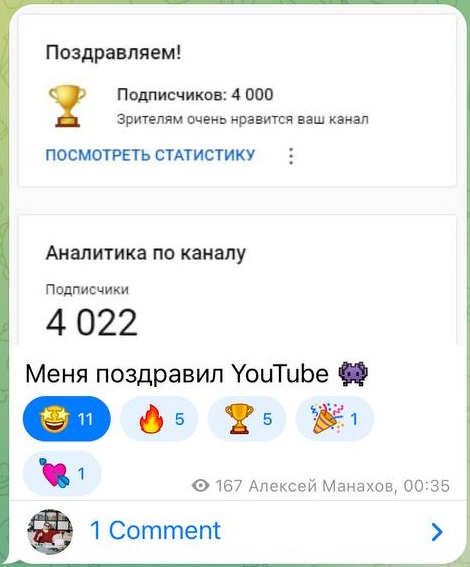 Поздравляем!
Подписчиков: 4 000
Зрителям очень нравится ваш канал
ПОСМОТРЕТЬ СТАТИСТИКУ
Аналитика по каналу
Подписчики
4 022
Меня поздравил YouTube 👾
🤩 11 🔥 5 🏆 5 🎉 1
💘 1
167 Алексей Манахов, 00:35
1 Comment